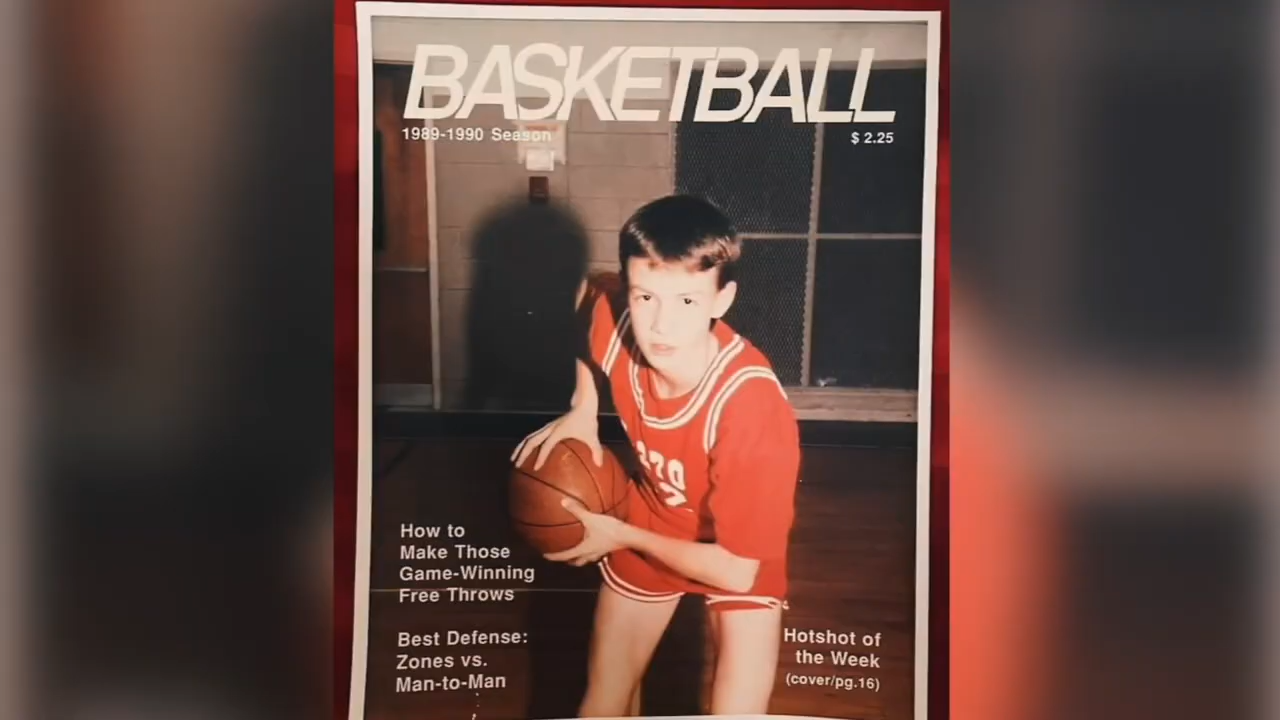 BASKETBALL
1989-1990 Season
$ 2.25
How to
Make Those
Game-Winning
Free Throws
Best Defense:
Zones vs.
Man-to-Man
Hotshot of
the Week
(cover/pg.16)